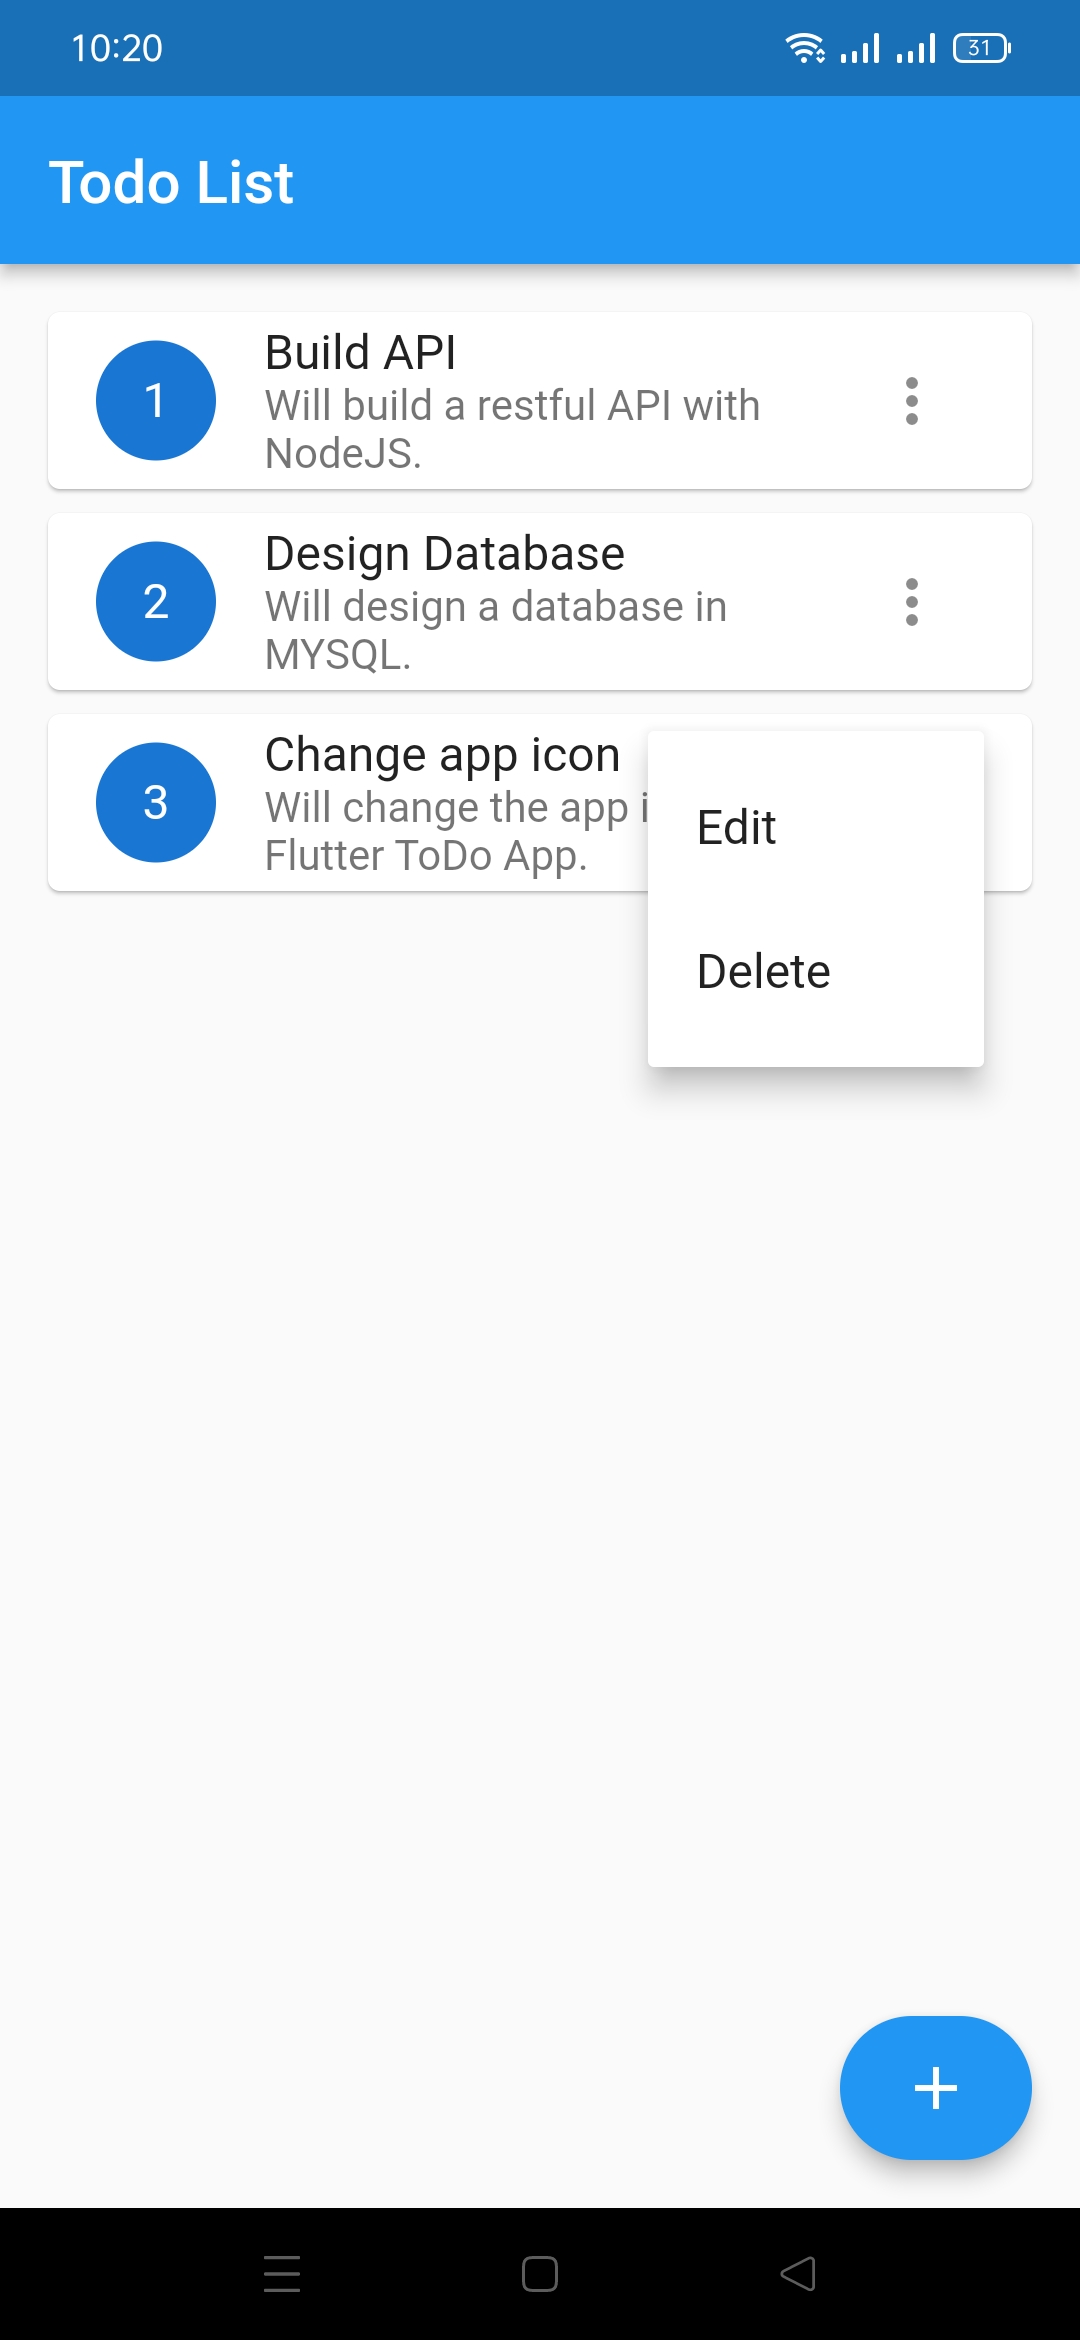 10:20
31
Todo List
1
Build API
Will build a restful API with
NodeJS.
2
Design Database
Will design a database in
MYSQL.
3
Change app icon
Will change the app
Flutter ToDo App.
Edit
Delete